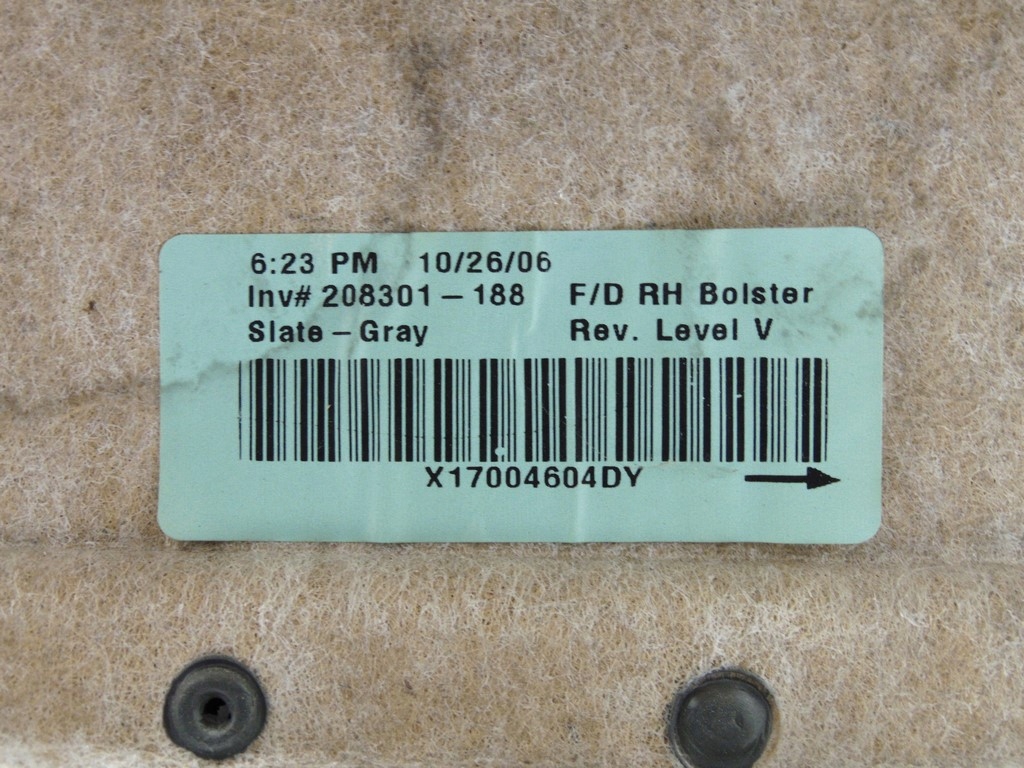 6:23 PM 10/26/06
Inv# 208301-188 F/D RH Bolster
Slate-Gray Rev. Level V
X17004604DY